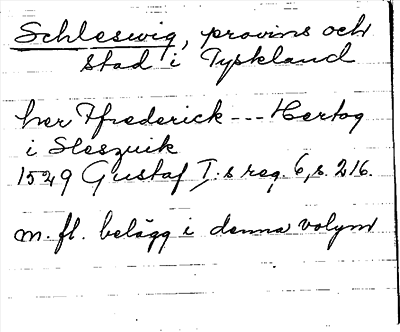 Schleswig, provins och
stad i Tyskland
her Ffrederick --- Hertog
i Sleszuik
1529 Gustaf I:s reg. 6, s. 216.
m. fl. belägg i denna volym